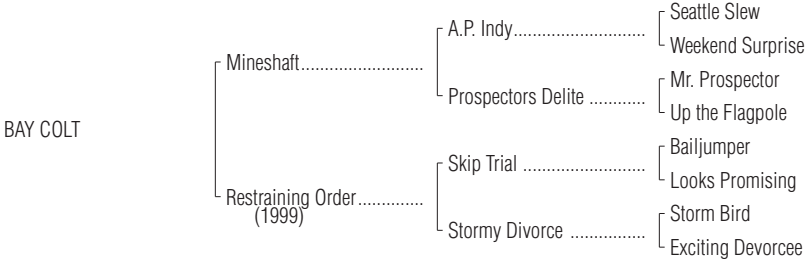 Seattle Slew
A.P. Indy...........................
Weekend Surprise
Mineshaft.........................
Mr. Prospector
Prospectors Delite ............
Up the Flagpole
BAY COLT
Bailjumper
Skip Trial .........................
Looks Promising
Restraining Order.............
(1999)
Storm Bird
Stormy Divorce ................
Exciting Devorcee